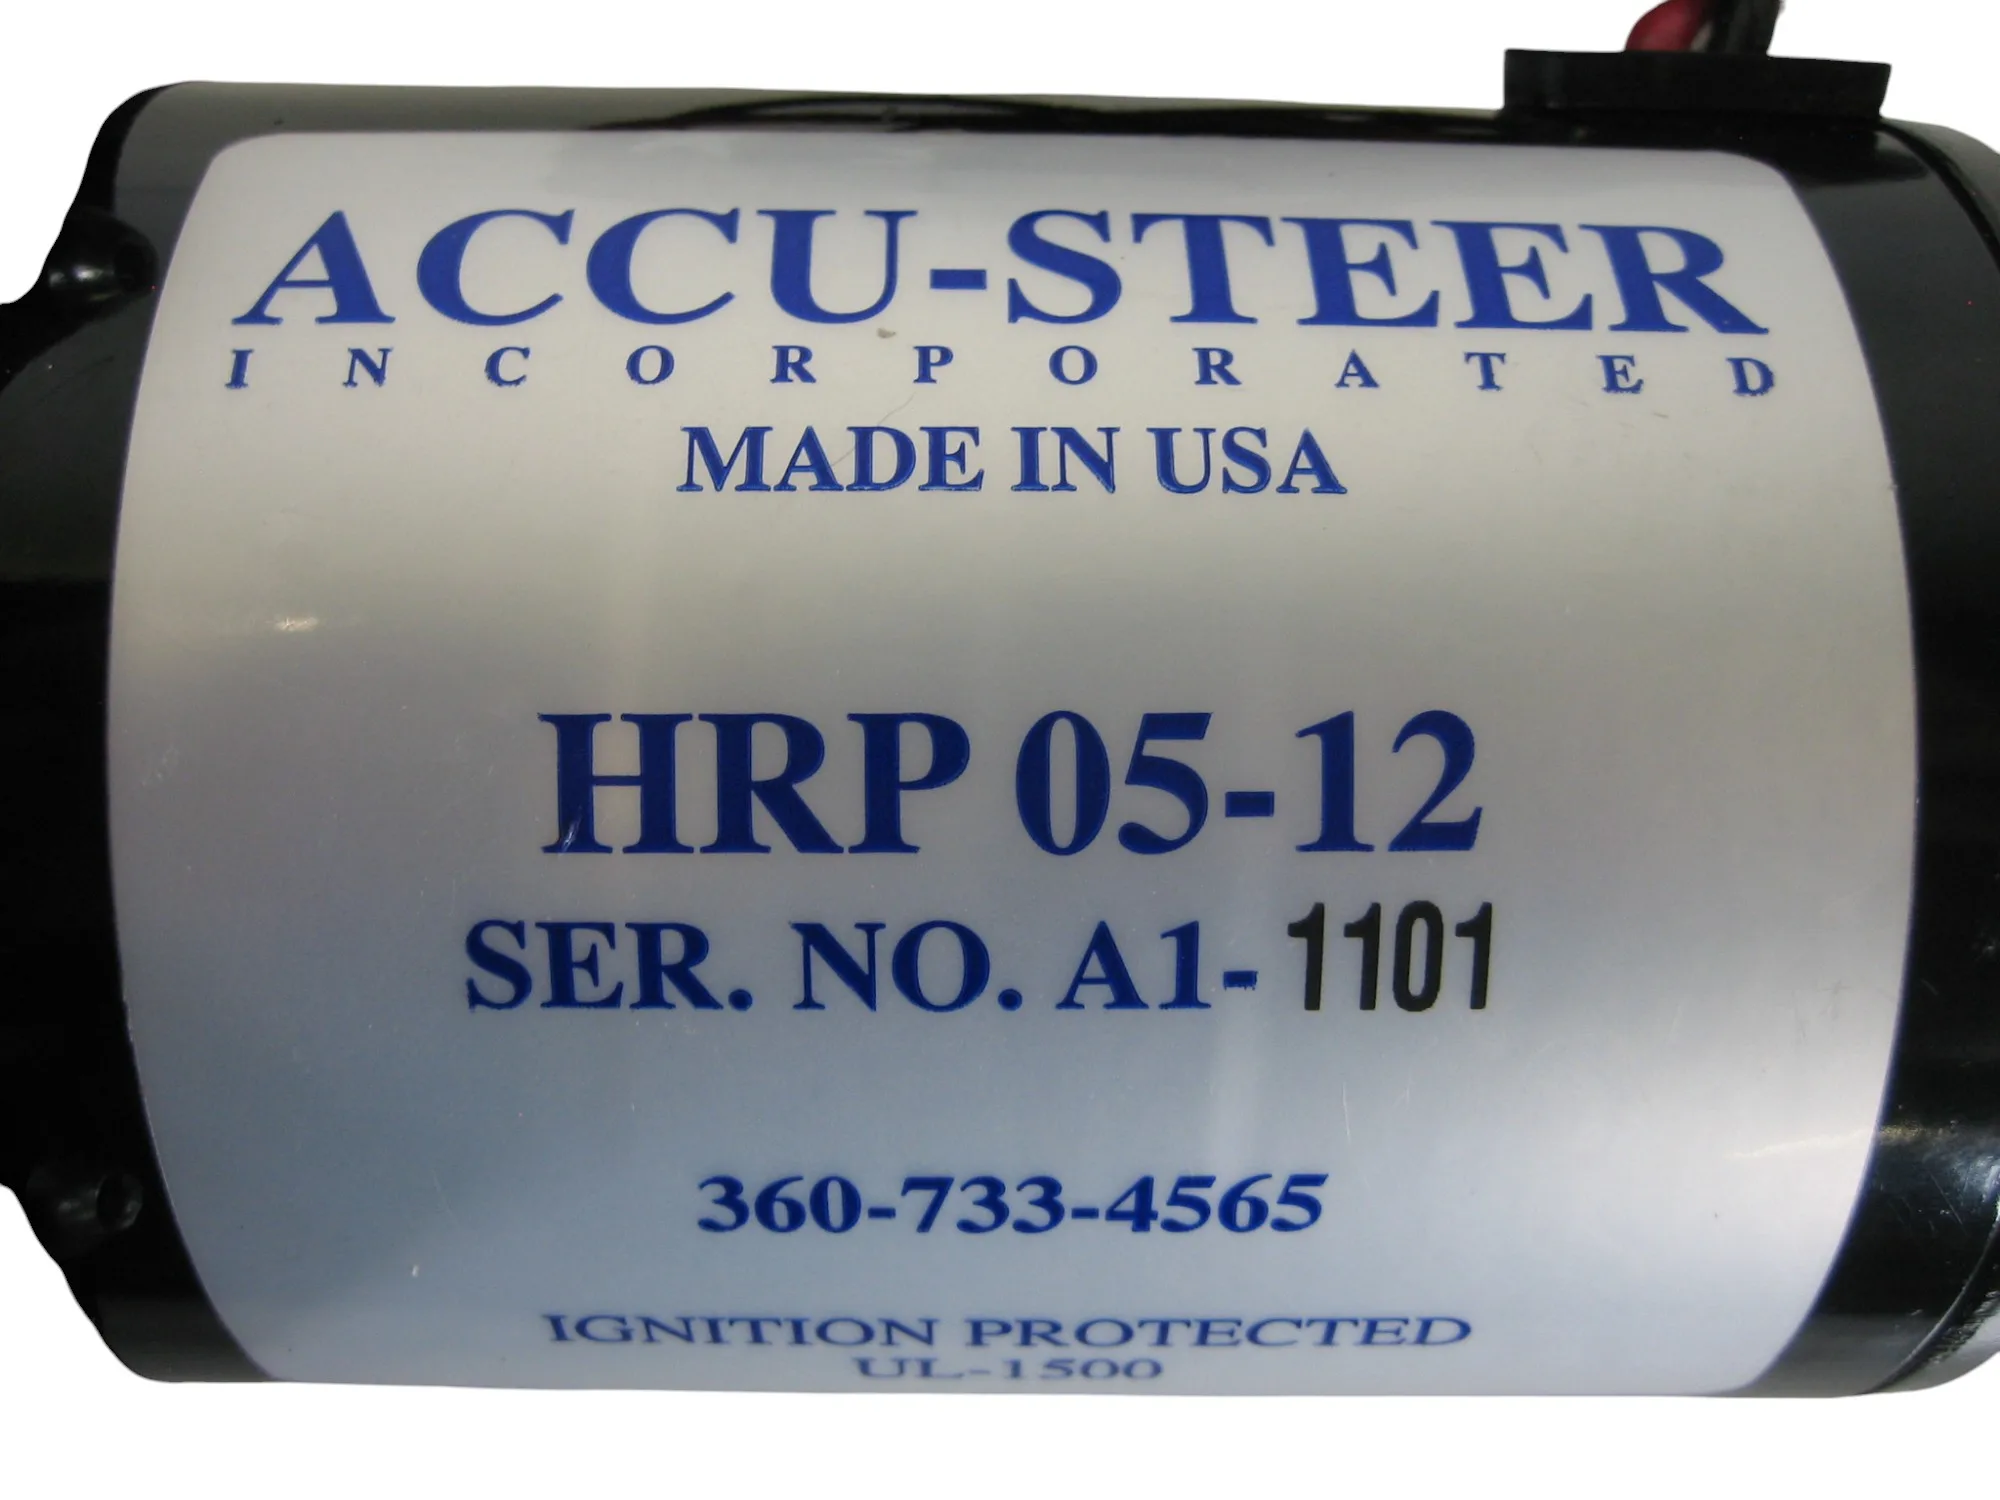 ACCU-STEER
INCORPORATED
MADE IN USA
HRP 05-12
SER. NO. A1-1101
360-733-4565
IGNITION PROTECTED
UL-1500